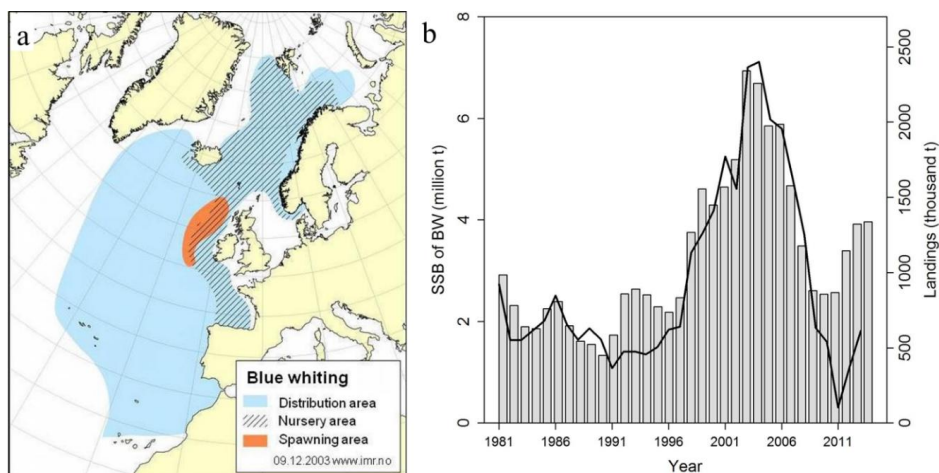 a
Blue whiting
Distribution area
Nursery area
Spawning area
09.12.2003 www.imr.no
b
8
6
4
2
0
SSB of BW (million t)
2500
2000
1500
1000
500
0
Landings (thousand t)
1981
1986
1991
1996
2001
2006
2011
Year